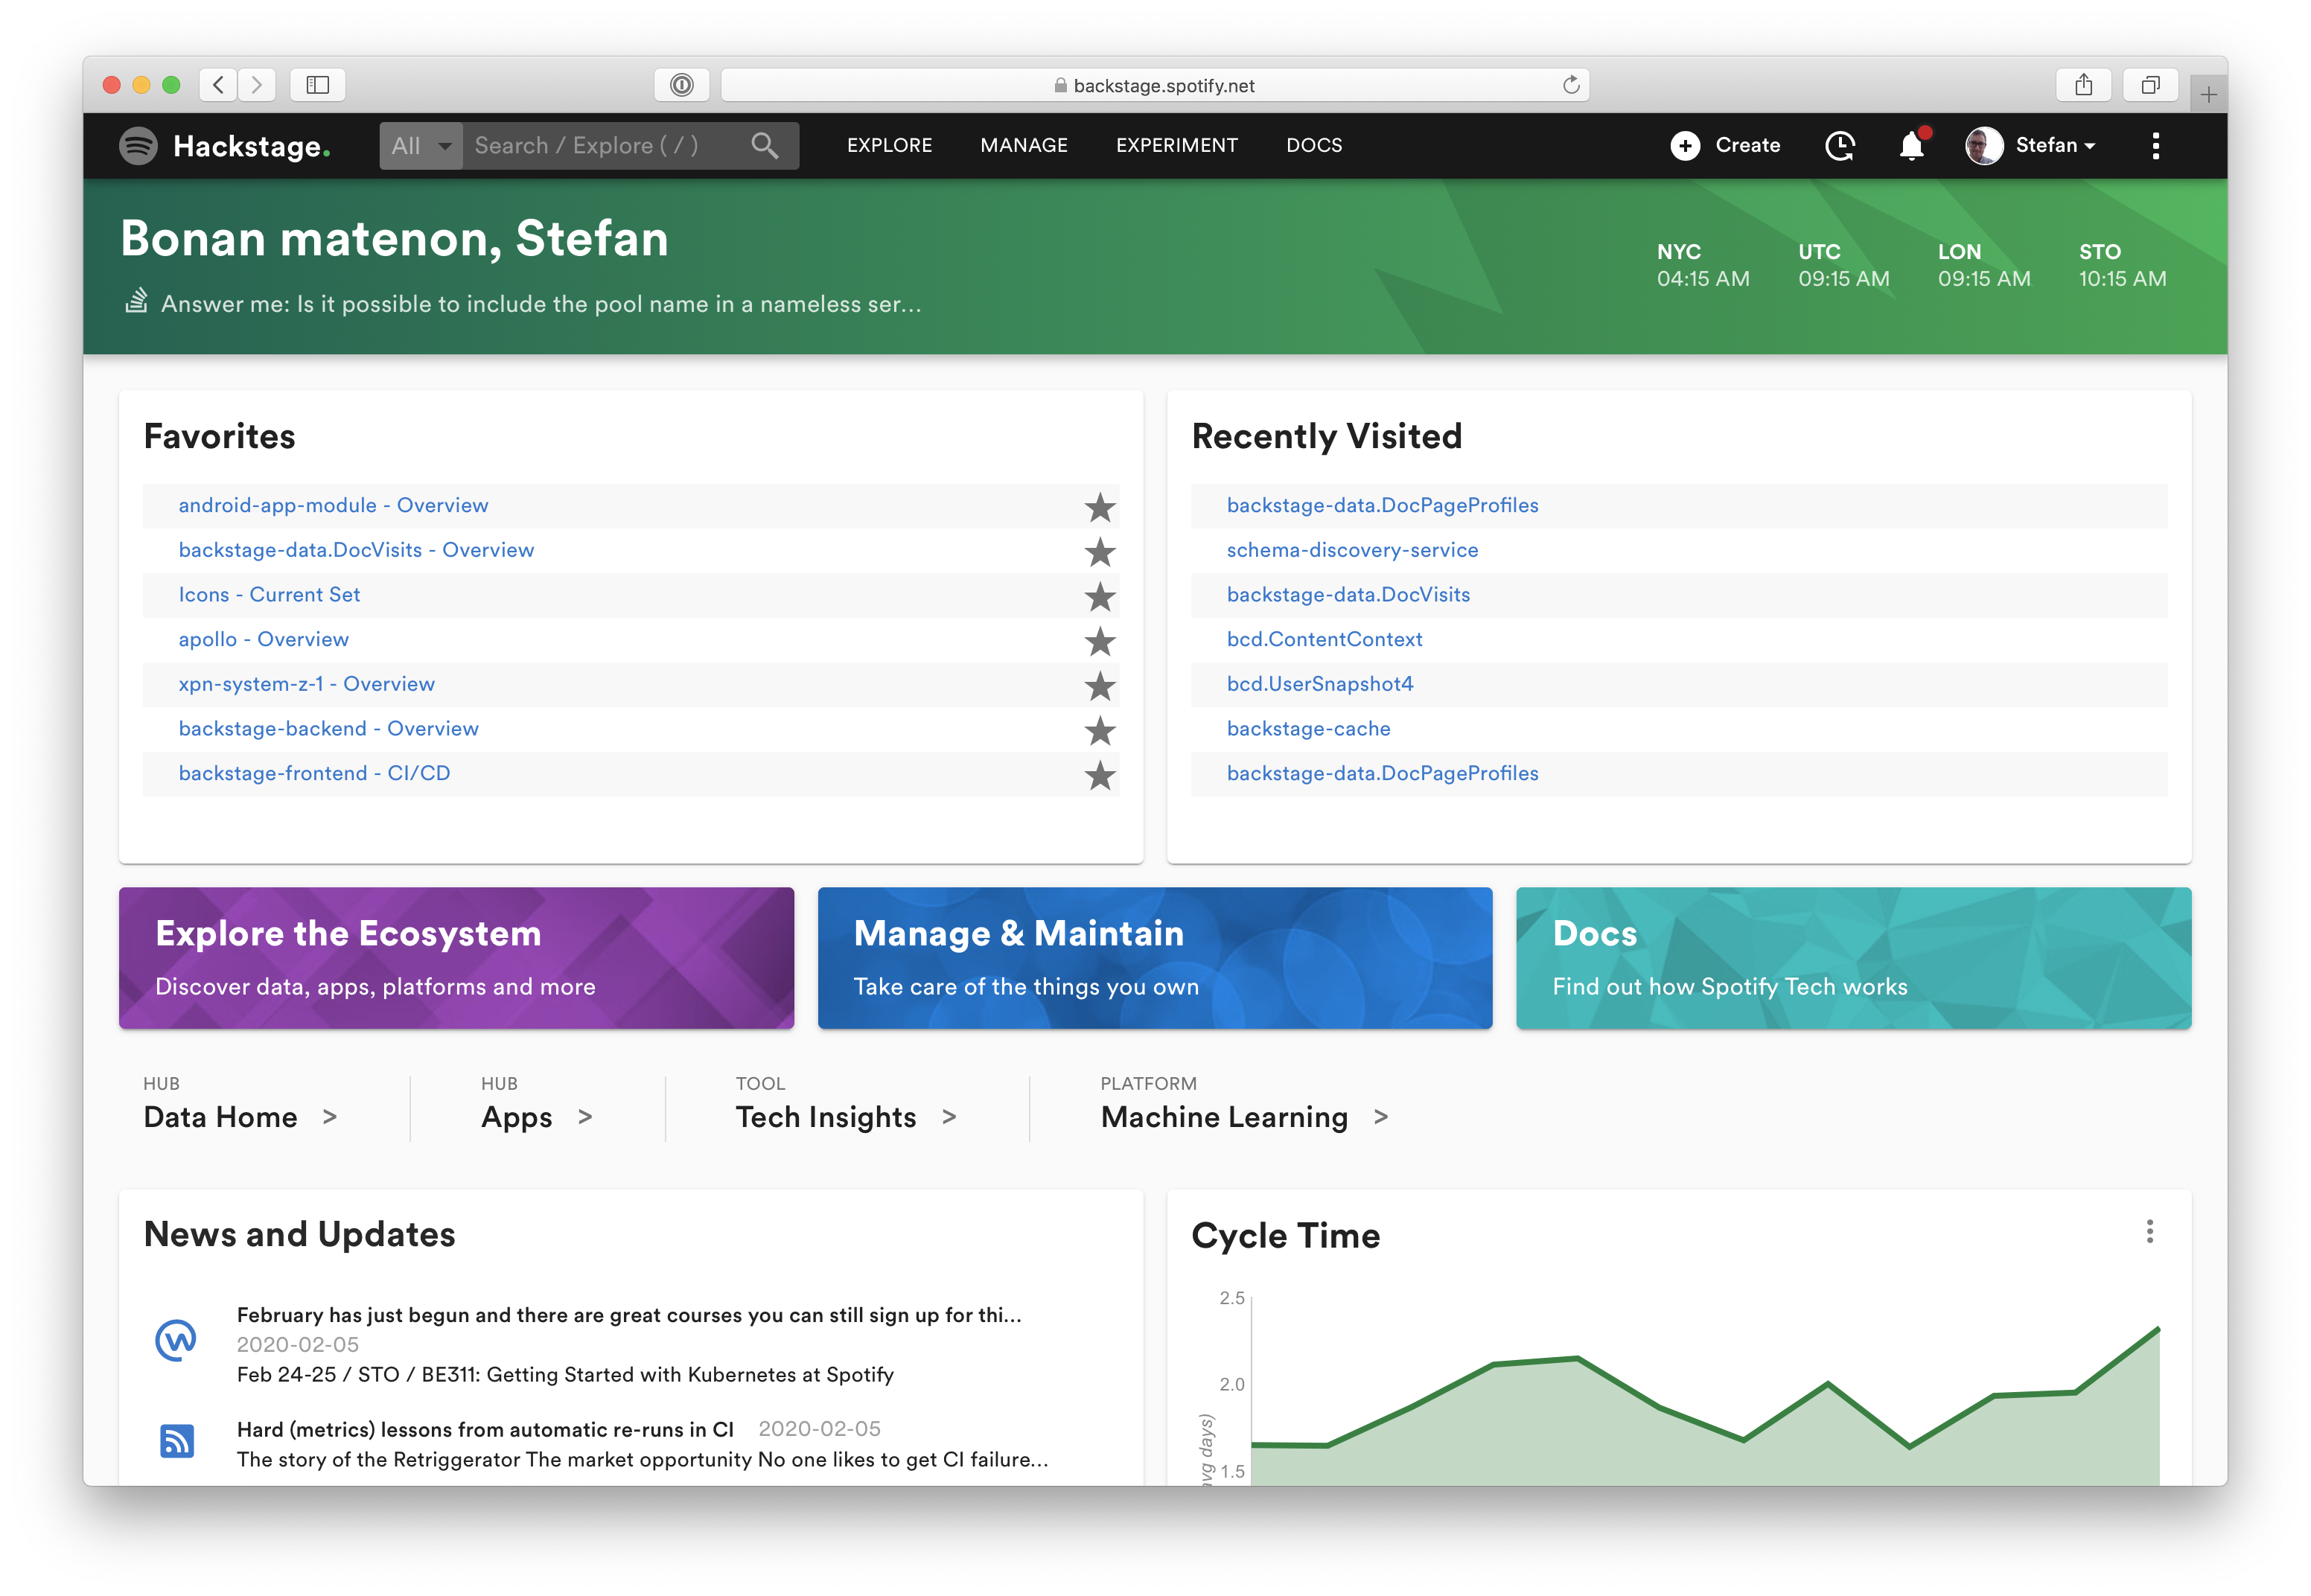 backstage.spotify.net
Hackstage.
All
Search / Explore ( / )
EXPLORE
MANAGE
EXPERIMENT
DOCS
Create
Stefan
Bonan matenon, Stefan
Answer me: Is it possible to include the pool name in a nameless ser...
NYC
04:15 AM
UTC
09:15 AM
LON
09:15 AM
STO
10:15 AM
Favorites
android-app-module - Overview
backstage-data.DocVisits - Overview
Icons - Current Set
apollo - Overview
xpn-system-z-1 - Overview
backstage-backend - Overview
backstage-frontend - CI/CD
Recently Visited
backstage-data.DocPageProfiles
schema-discovery-service
backstage-data.DocVisits
bcd.ContentContext
bcd.UserSnapshot4
backstage-cache
backstage-data.DocPageProfiles
Explore the Ecosystem
Discover data, apps, platforms and more
Manage & Maintain
Take care of the things you own
Docs
Find out how Spotify Tech works
HUB
Data Home >
HUB
Apps >
TOOL
Tech Insights >
PLATFORM
Machine Learning >
News and Updates
February has just begun and there are great courses you can still sign up for thi...
2020-02-05
Feb 24-25 / STO / BE311: Getting Started with Kubernetes at Spotify
Hard (metrics) lessons from automatic re-runs in CI 2020-02-05
The story of the Retriggerator The market opportunity No one likes to get CI failure...
Cycle Time
2.5
2.0
1.5
days)